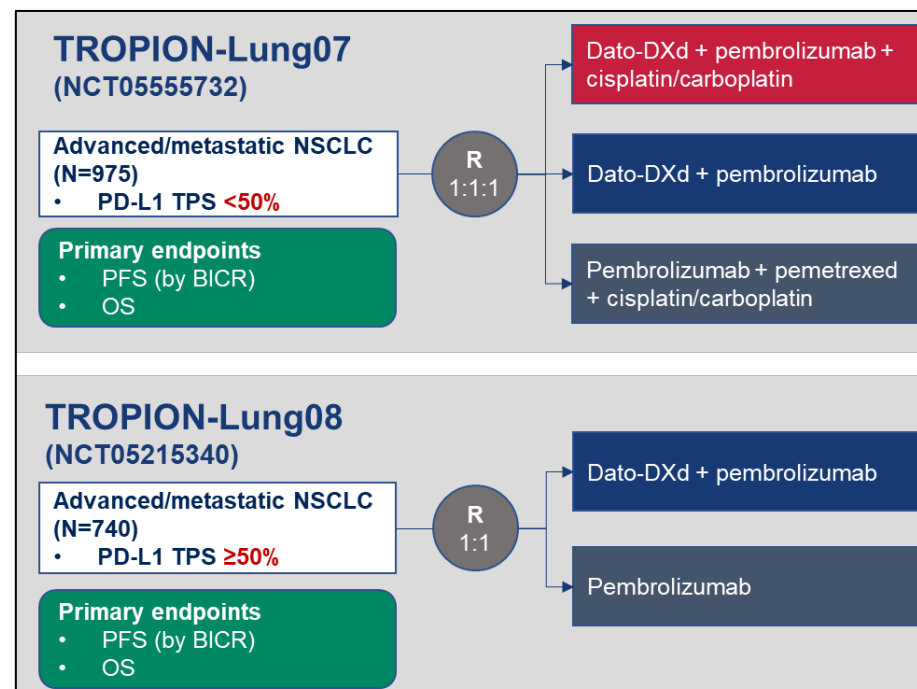 TROPION-Lung07
(NCT05555732)
Advanced/metastatic NSCLC
(N=975)
• PD-L1 TPS <50%
Primary endpoints
• PFS (by BICR)
• OS
R
1:1:1
Dato-DXd + pembrolizumab +
cisplatin/carboplatin
Dato-DXd + pembrolizumab
Pembrolizumab + pemetrexed
+ cisplatin/carboplatin
TROPION-Lung08
(NCT05215340)
Advanced/metastatic NSCLC
(N=740)
• PD-L1 TPS ≥50%
Primary endpoints
• PFS (by BICR)
• OS
R
1:1
Dato-DXd + pembrolizumab
Pembrolizumab